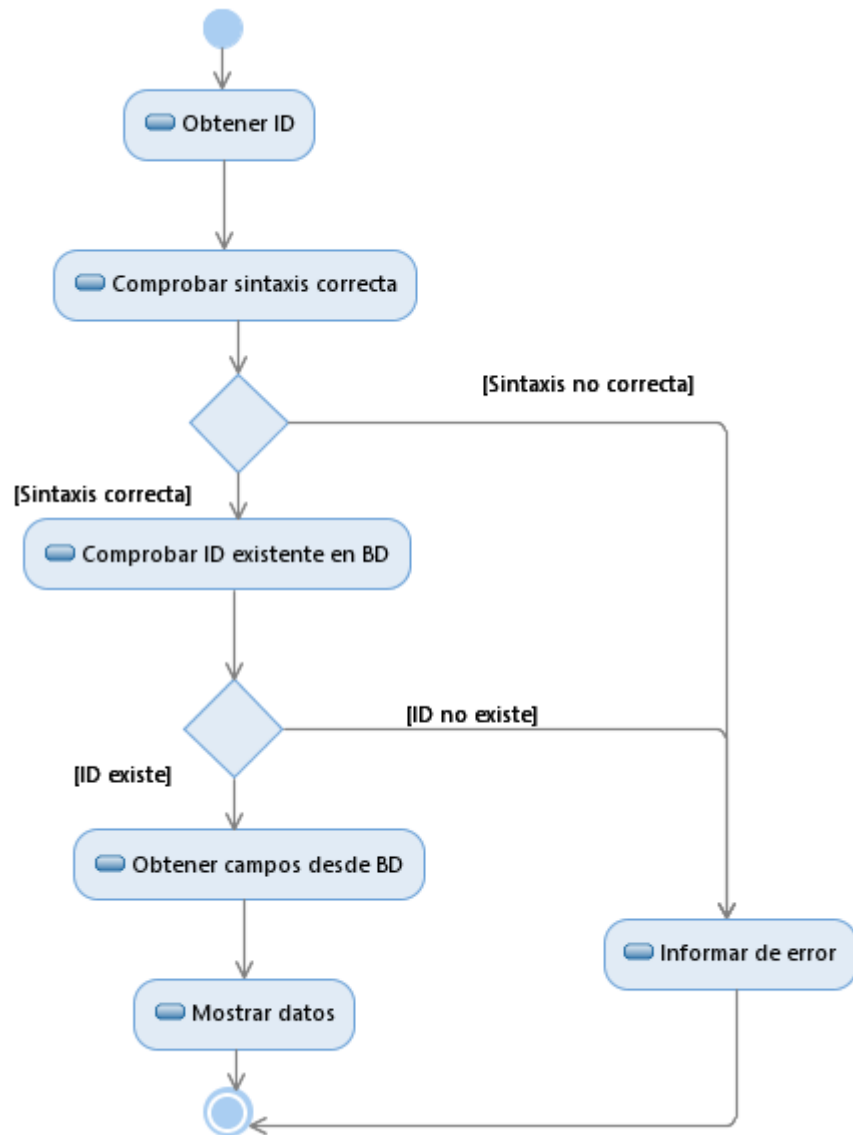 Obtener ID
Comprobar sintaxis correcta
[Sintaxis no correcta]
[Sintaxis correcta]
Comprobar ID existente en BD
[ID no existe]
[ID existe]
Obtener campos desde BD
Informar de error
Mostrar datos